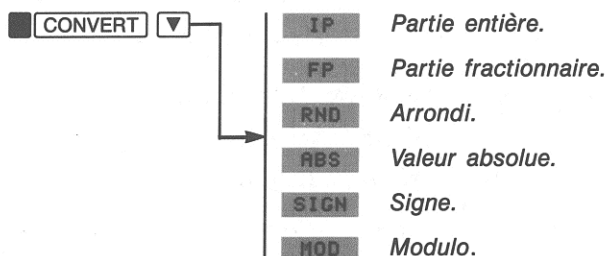 CONVERT ▼
IP Partie entière.
FP Partie fractionnaire.
RND Arrondi.
ABS Valeur absolue.
SIGN Signe.
MOD Modulo.